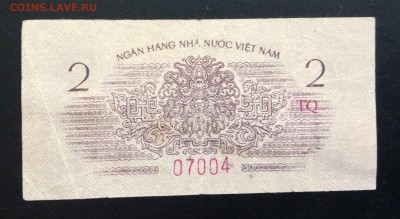 COINS.LAVE.RU
NGÂN HÀNG NHÀ NƯỚC VIỆT NAM
2 2
TQ
07004